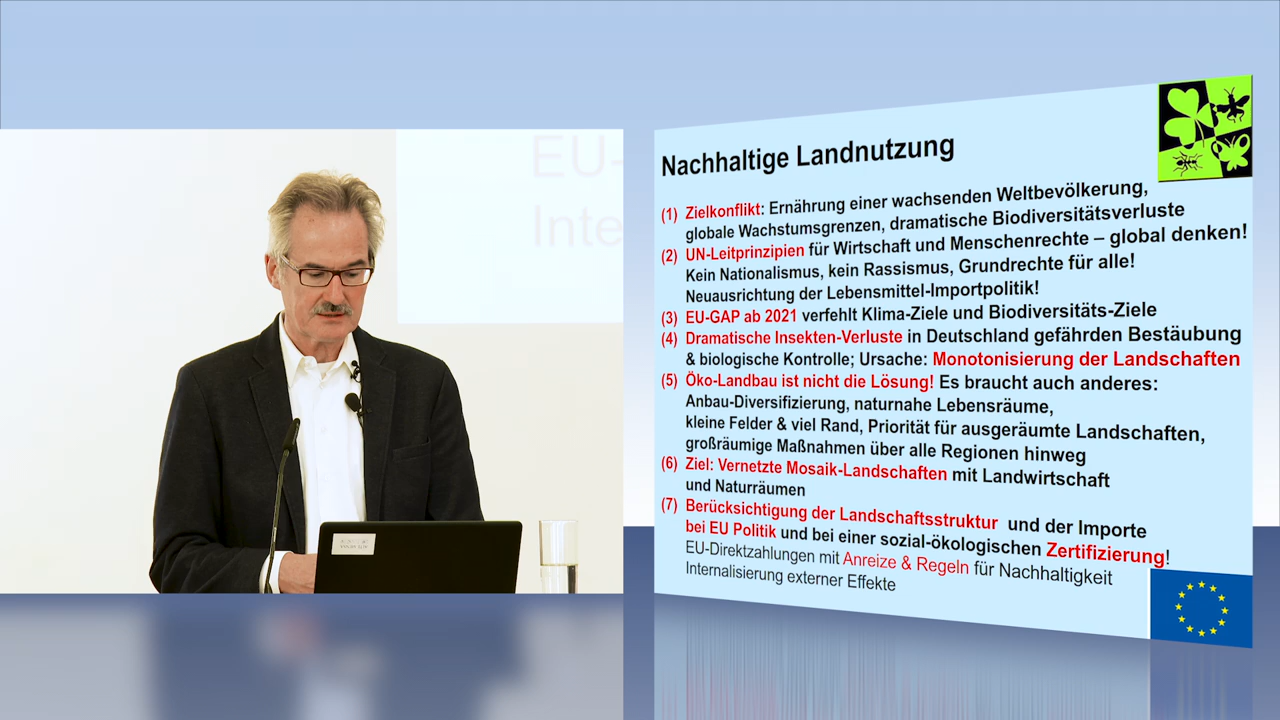 EU-
Inte
Nachhaltige Landnutzung
(1) Zielkonflikt: Ernährung einer wachsenden Weltbevölkerung,
globale Wachstumsgrenzen, dramatische Biodiversitätsverluste
(2) UN-Leitprinzipien für Wirtschaft und Menschenrechte – global denken!
Kein Nationalismus, kein Rassismus, Grundrechte für alle!
Neuausrichtung der Lebensmittel-Importpolitik!
(3) EU-GAP ab 2021 verfehlt Klima-Ziele und Biodiversitäts-Ziele
(4) Dramatische Insekten-Verluste in Deutschland gefährden Bestäubung
& biologische Kontrolle; Ursache: Monotonisierung der Landschaften
(5) Öko-Landbau ist nicht die Lösung! Es braucht auch anderes:
Anbau-Diversifizierung, naturnahe Lebensräume,
kleine Felder & viel Rand, Priorität für ausgeräumte Landschaften,
großräumige Maßnahmen über alle Regionen hinweg
(6) Ziel: Vernetzte Mosaik-Landschaften mit Landwirtschaft
und Naturräumen
(7) Berücksichtigung der Landschaftsstruktur und der Importe
bei EU Politik und bei einer sozial-ökologischen Zertifizierung!
EU-Direktzahlungen mit Anreize & Regeln für Nachhaltigkeit
Internalisierung externer Effekte